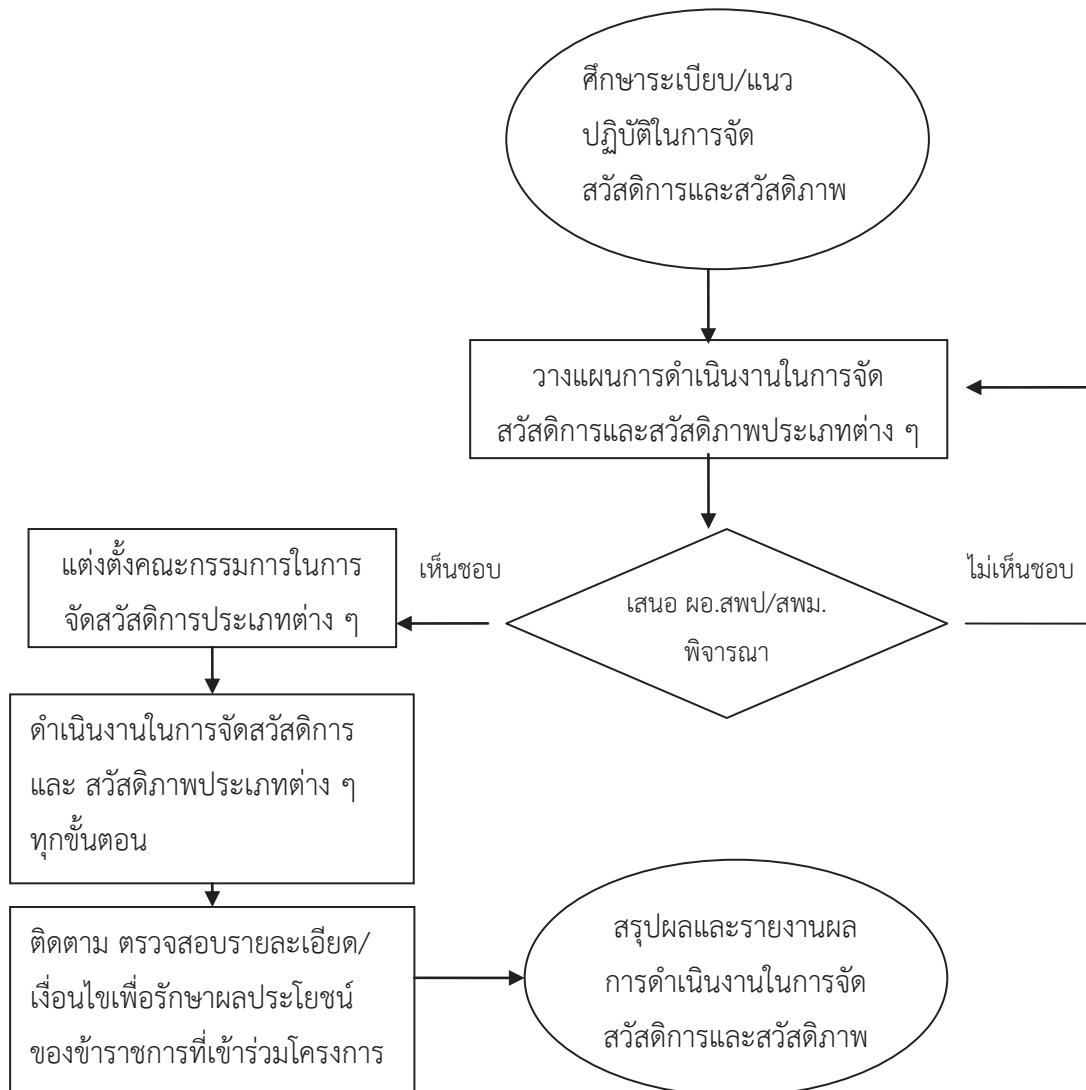 ศึกษาระเบียบ/แนว
ปฏิบัติในการจัด
สวัสดิการและสวัสดิภาพ
วางแผนการดำเนินงานในการจัด
สวัสดิการและสวัสดิภาพประเภทต่าง ๆ
เสนอ ผอ.สพป/สพม.
พิจารณา
ไม่เห็นชอบ
เห็นชอบ
แต่งตั้งคณะกรรมการในการ
จัดสวัสดิการประเภทต่าง ๆ
ดำเนินงานในการจัดสวัสดิการ
และ สวัสดิภาพประเภทต่าง ๆ
ทุกขั้นตอน
ติดตาม ตรวจสอบรายละเอียด/
เงื่อนไขเพื่อรักษาผลประโยชน์
ของข้าราชการที่เข้าร่วมโครงการ
สรุปผลและรายงานผล
การดำเนินงานในการจัด
สวัสดิการและสวัสดิภาพ